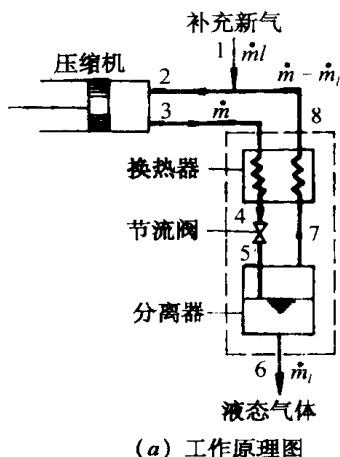 补充新气
1 ṁl
压缩机
2
ṁ − ṁl
3 ṁ
8
换热器
4
节流阀
7
5
分离器
6 ṁl
液态气体
(a) 工作原理图